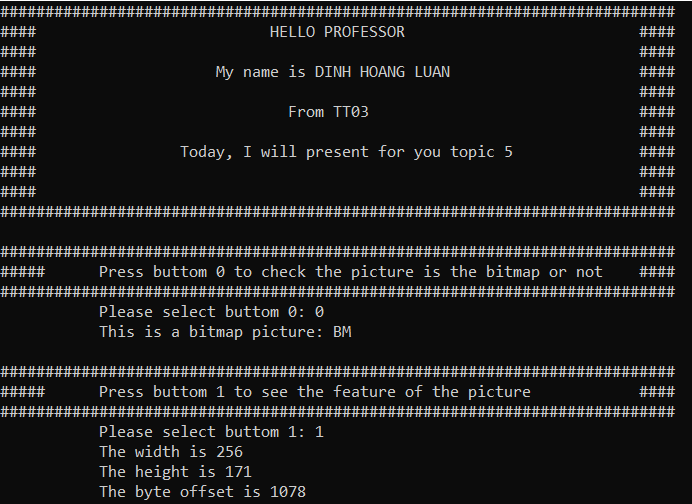 ###########################################################################
####                          HELLO PROFESSOR                          ####
####                                                                   ####
####                    My name is DINH HOANG LUAN                     ####
####                                                                   ####
####                            From TT03                              ####
####                                                                   ####
####                Today, I will present for you topic 5              ####
####                                                                   ####
####                                                                   ####
###########################################################################
###########################################################################
#####      Press buttom 0 to check the picture is the bitmap or not    ####
###########################################################################
           Please select buttom 0: 0
           This is a bitmap picture: BM
###########################################################################
#####      Press buttom 1 to see the feature of the picture            ####
###########################################################################
           Please select buttom 1: 1
           The width is 256
           The height is 171
           The byte offset is 1078